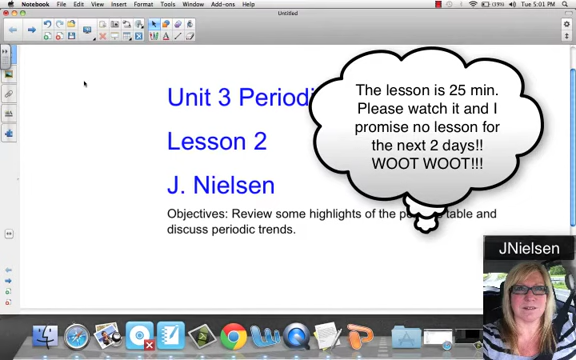 Notebook File Edit View Insert Format Tools Window Add-ons Help
Tue 5:01 PM
Untitled
Unit 3 Periodi
Lesson 2
J. Nielsen
Objectives: Review some highlights of the pe table and
discuss periodic trends.
The lesson is 25 min.
Please watch it and I
promise no lesson for
the next 2 days!!
WOOT WOOT!!!
JNielsen